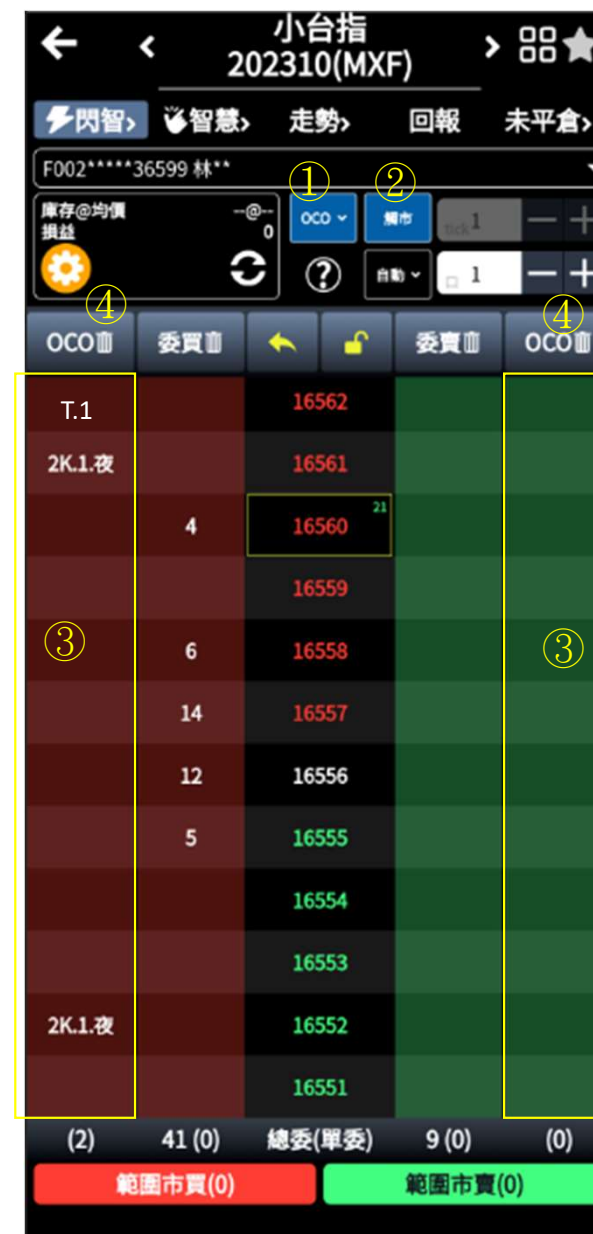 小台指
202310(MXF)
閃智 智慧 走勢 回報 未平倉
F002*****36599 林**
① ②
庫存@均價 --@--
損益 0
OCO 觸市 tick 1
? 自動 口 1
④ ④
OCO 委買 委賣 OCO
T.1 16562
2K.1.夜 16561
4 16560 21
16559
③ 6 16558 ③
14 16557
12 16556
5 16555
16554
16553
2K.1.夜 16552
16551
(2) 41 (0) 總委(單委) 9 (0) (0)
範圍市買(0) 範圍市賣(0)